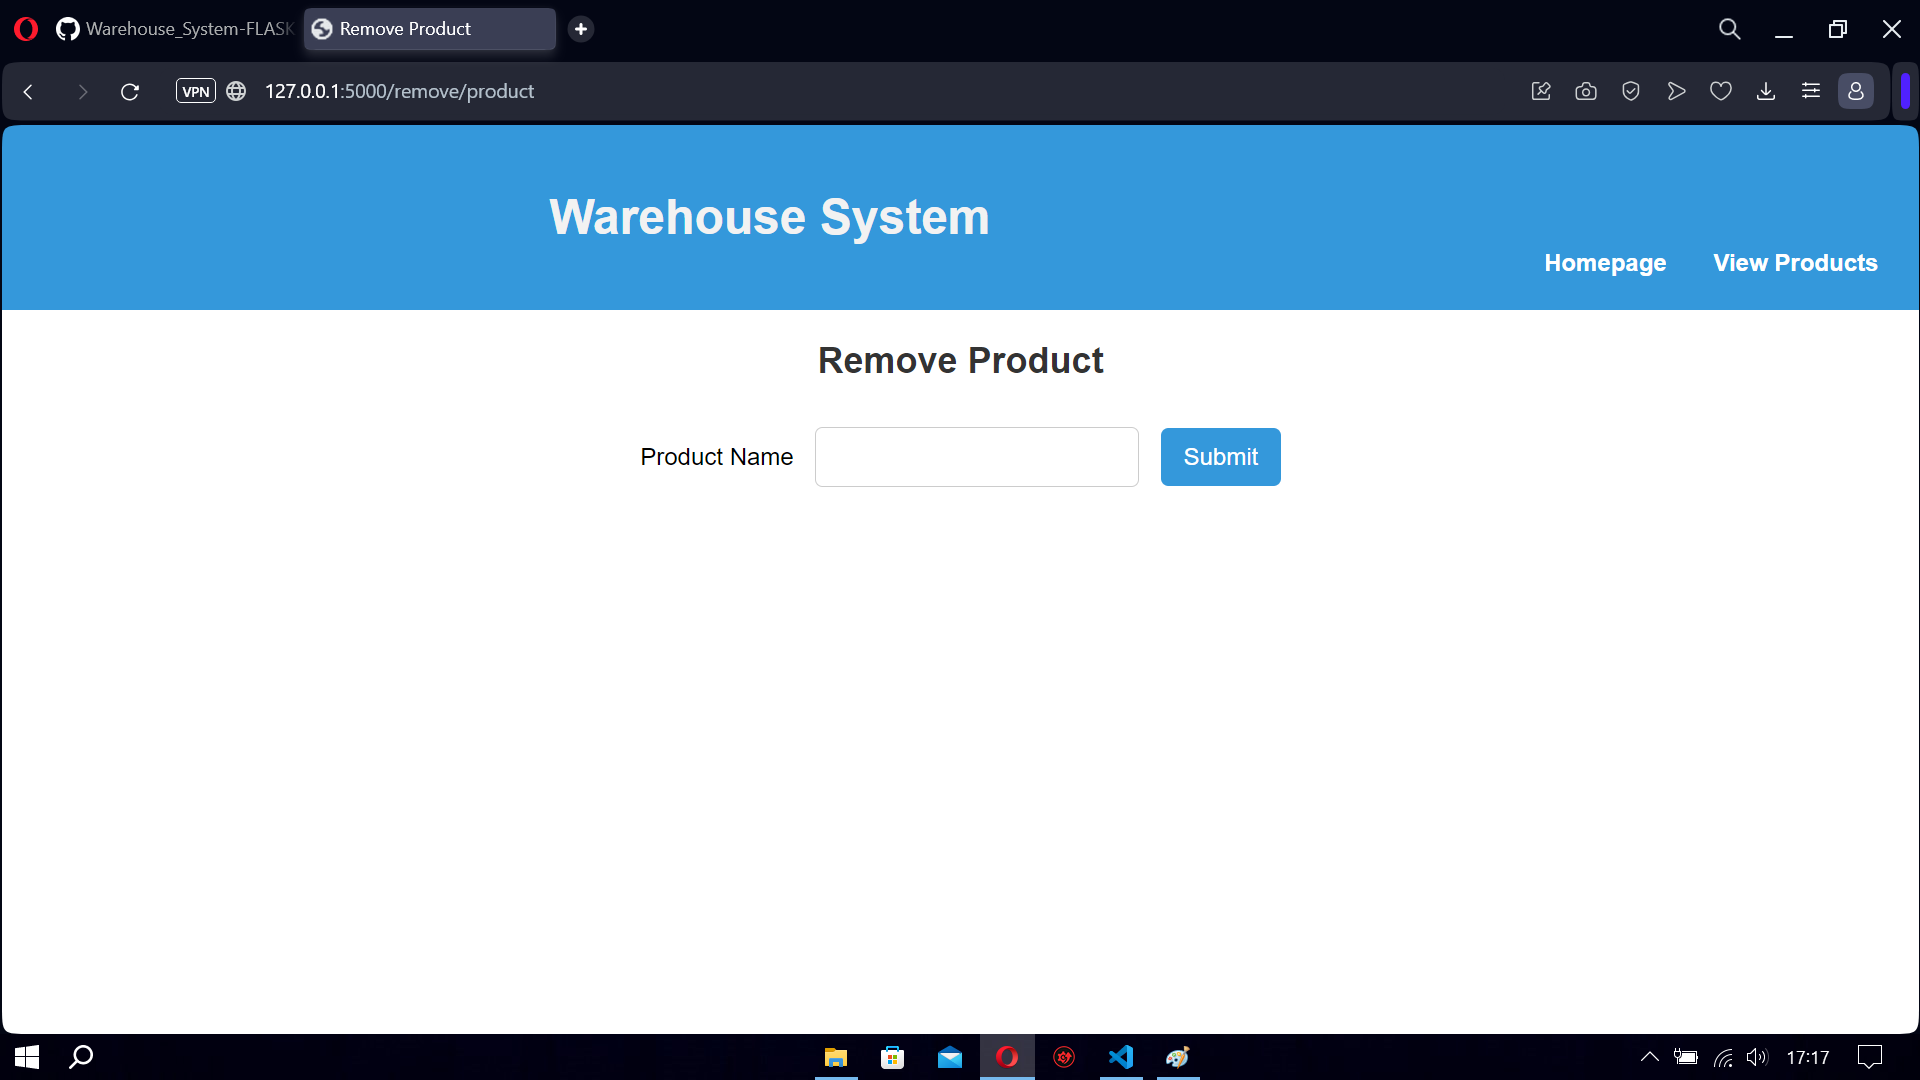 Warehouse_System-FLASK
Remove Product
VPN
127.0.0.1:5000/remove/product
Warehouse System
Homepage
View Products
Remove Product
Product Name
Submit
17:17